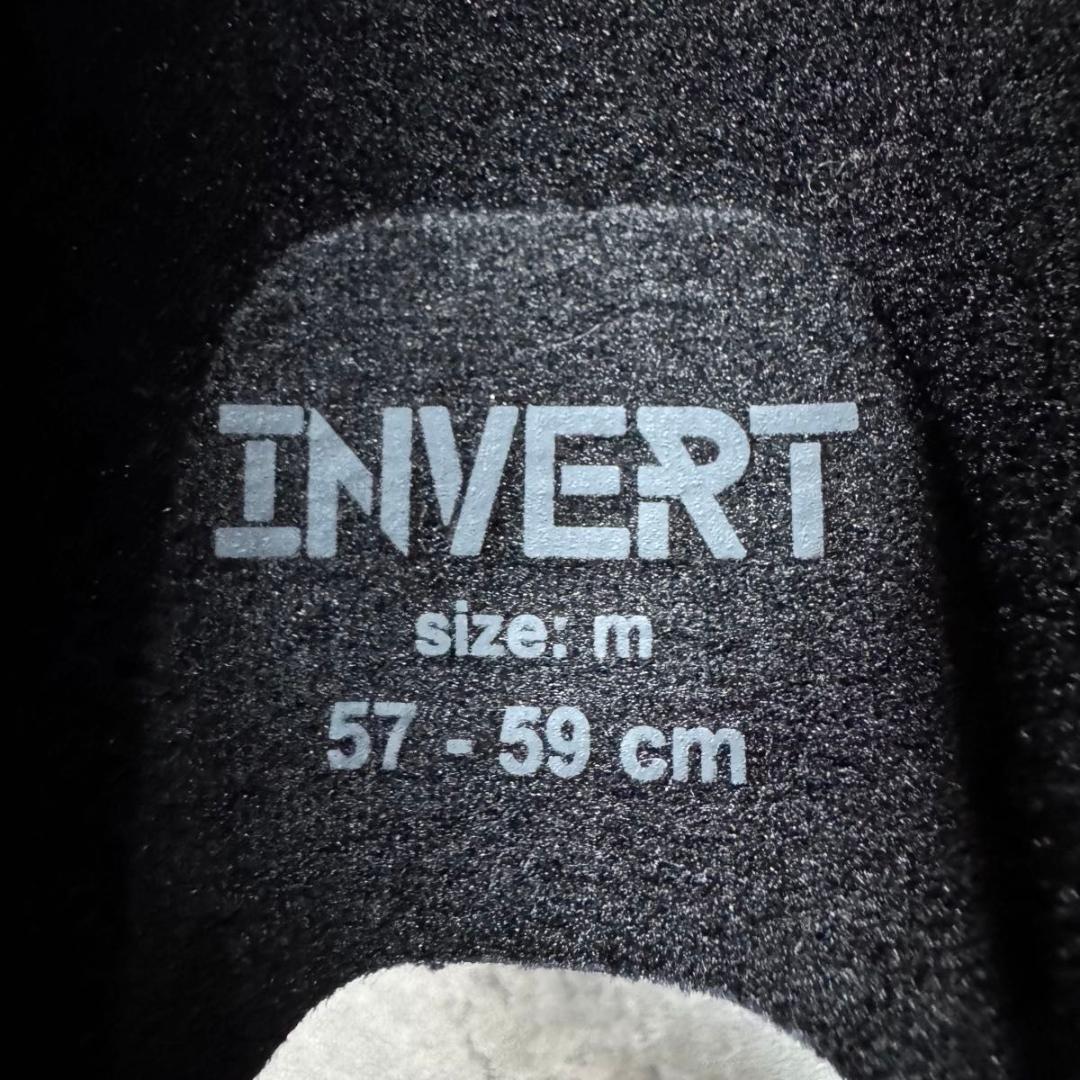 INVERT
size: m
57 - 59 cm